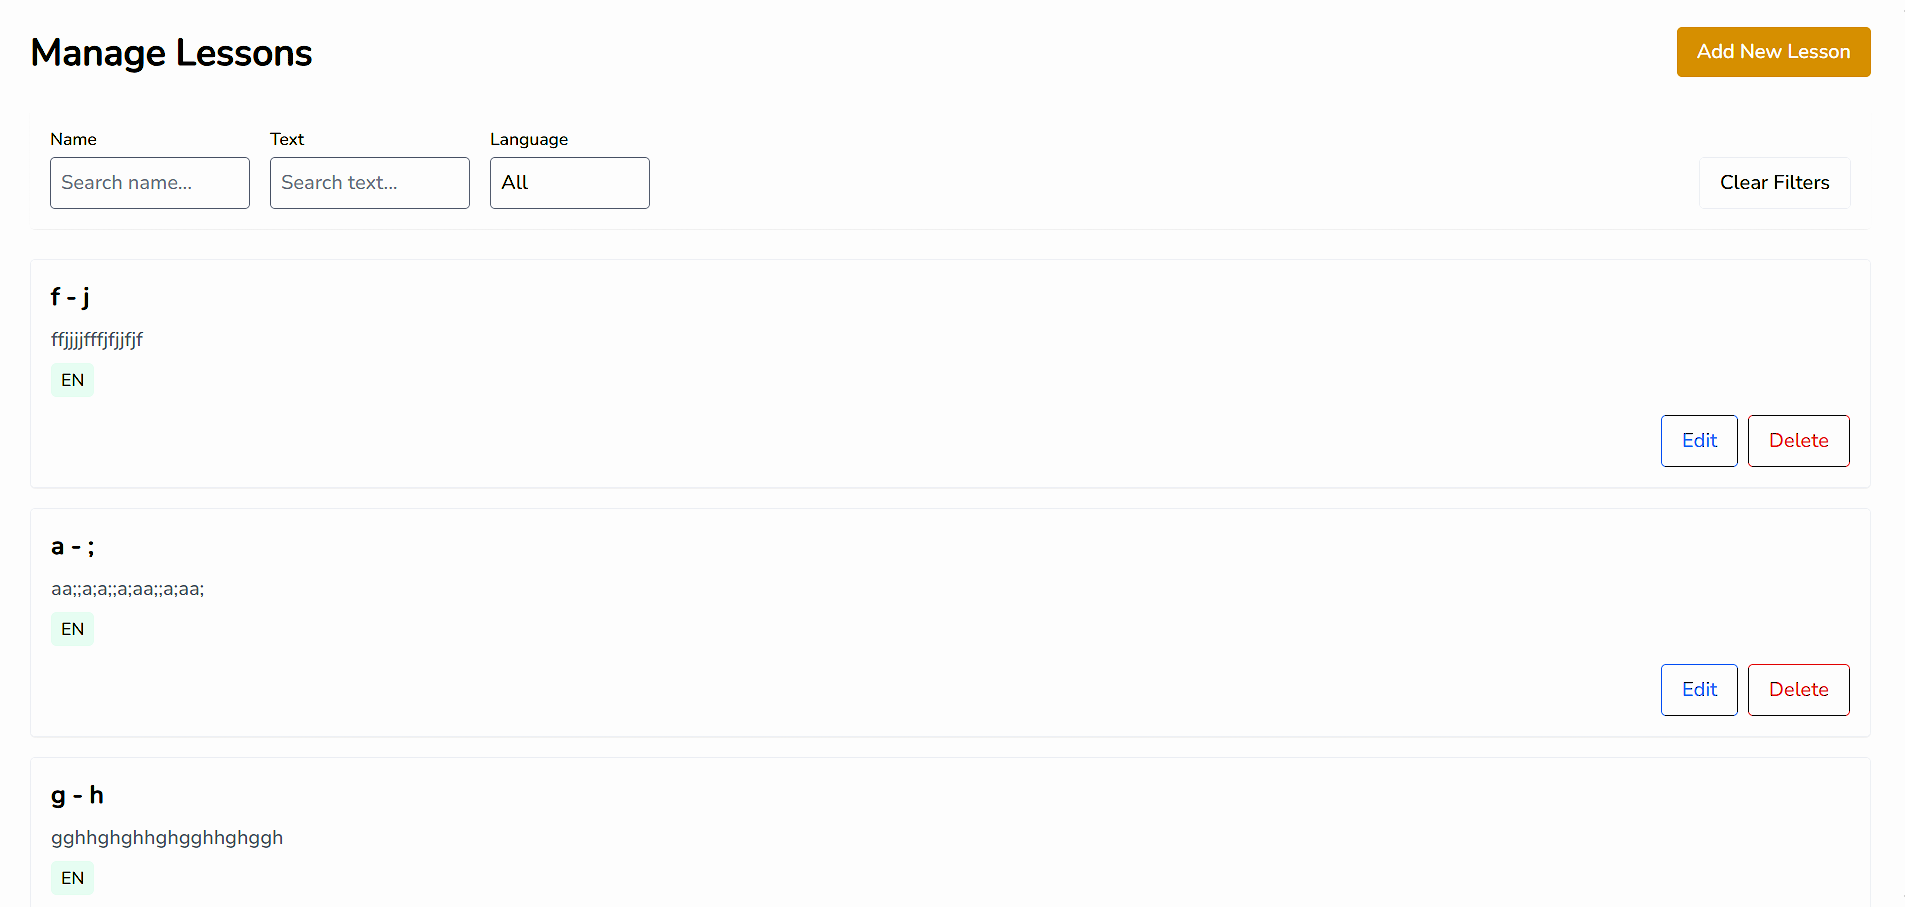 Manage Lessons
Add New Lesson
Name
Text
Language
Search name...
Search text...
All
Clear Filters
f - j
ffjjjjfffjfjjfjf
EN
Edit
Delete
a - ;
aa;;a;a;;a;aa;;a;aa;
EN
Edit
Delete
g - h
gghhghghhghgghhghggh
EN